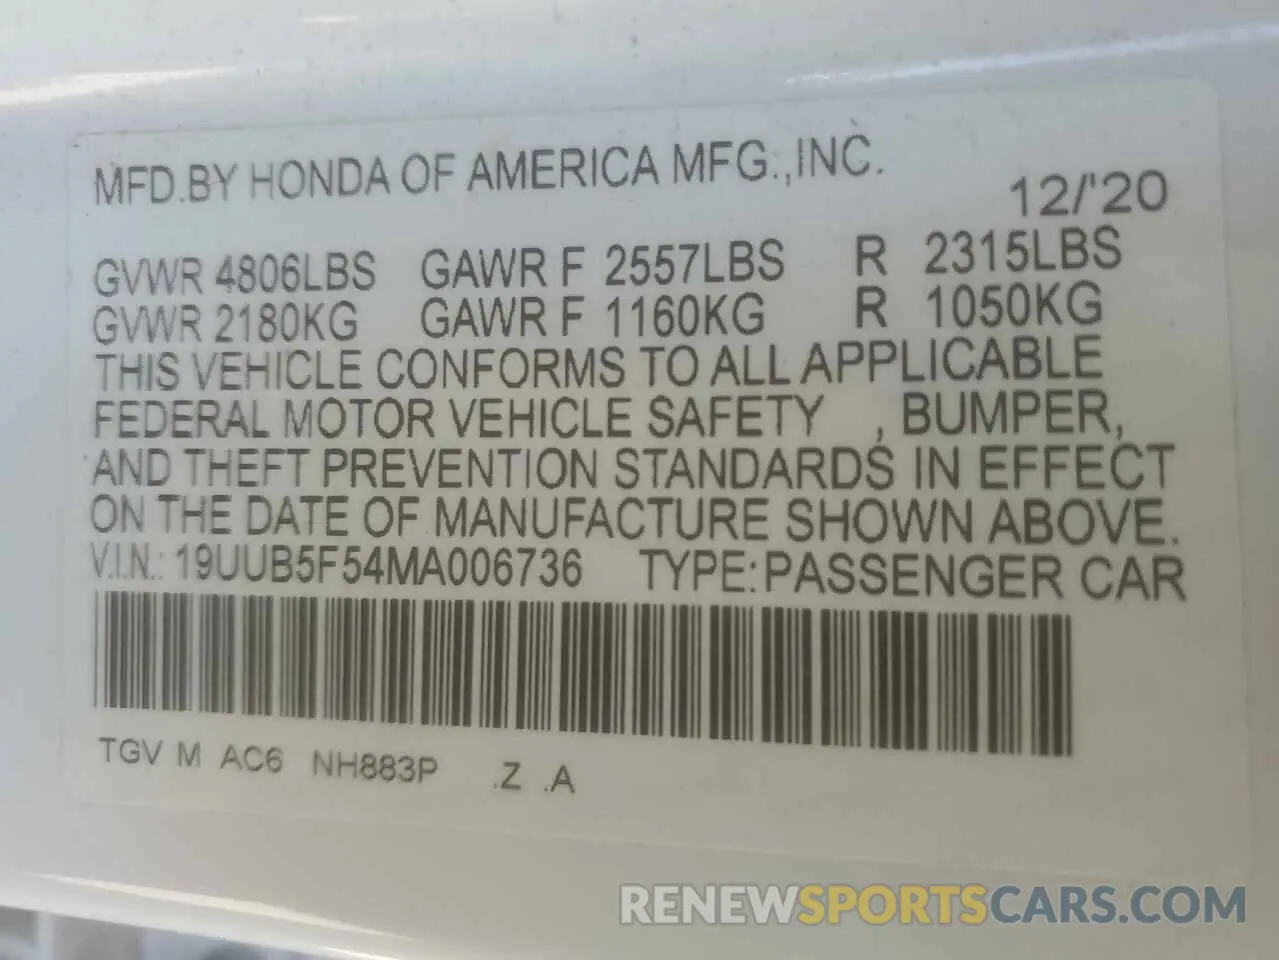 MFD.BY HONDA OF AMERICA MFG.,INC.
12/'20
GVWR 4806LBS GAWR F 2557LBS R 2315LBS
GVWR 2180KG GAWR F 1160KG R 1050KG
THIS VEHICLE CONFORMS TO ALL APPLICABLE
FEDERAL MOTOR VEHICLE SAFETY , BUMPER,
AND THEFT PREVENTION STANDARDS IN EFFECT
ON THE DATE OF MANUFACTURE SHOWN ABOVE.
V.I.N.: 19UUB5F54MA006736 TYPE:PASSENGER CAR
TGV M AC6 NH883P .Z .A
RENEWSPORTSCARS.COM